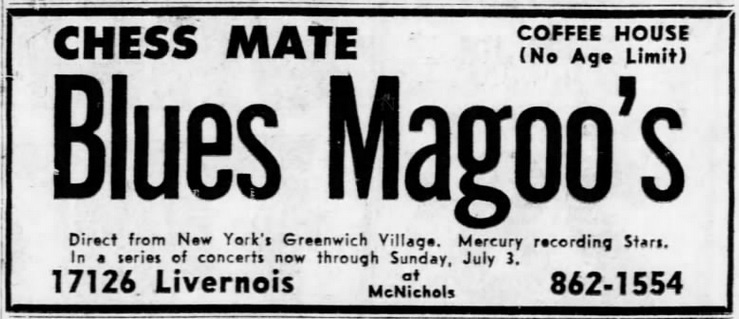 CHESS MATE
COFFEE HOUSE
(No Age Limit)
Blues Magoo's
Direct from New York's Greenwich Village. Mercury recording Stars.
In a series of concerts now through Sunday, July 3.
17126 Livernois
at
McNichols
862-1554